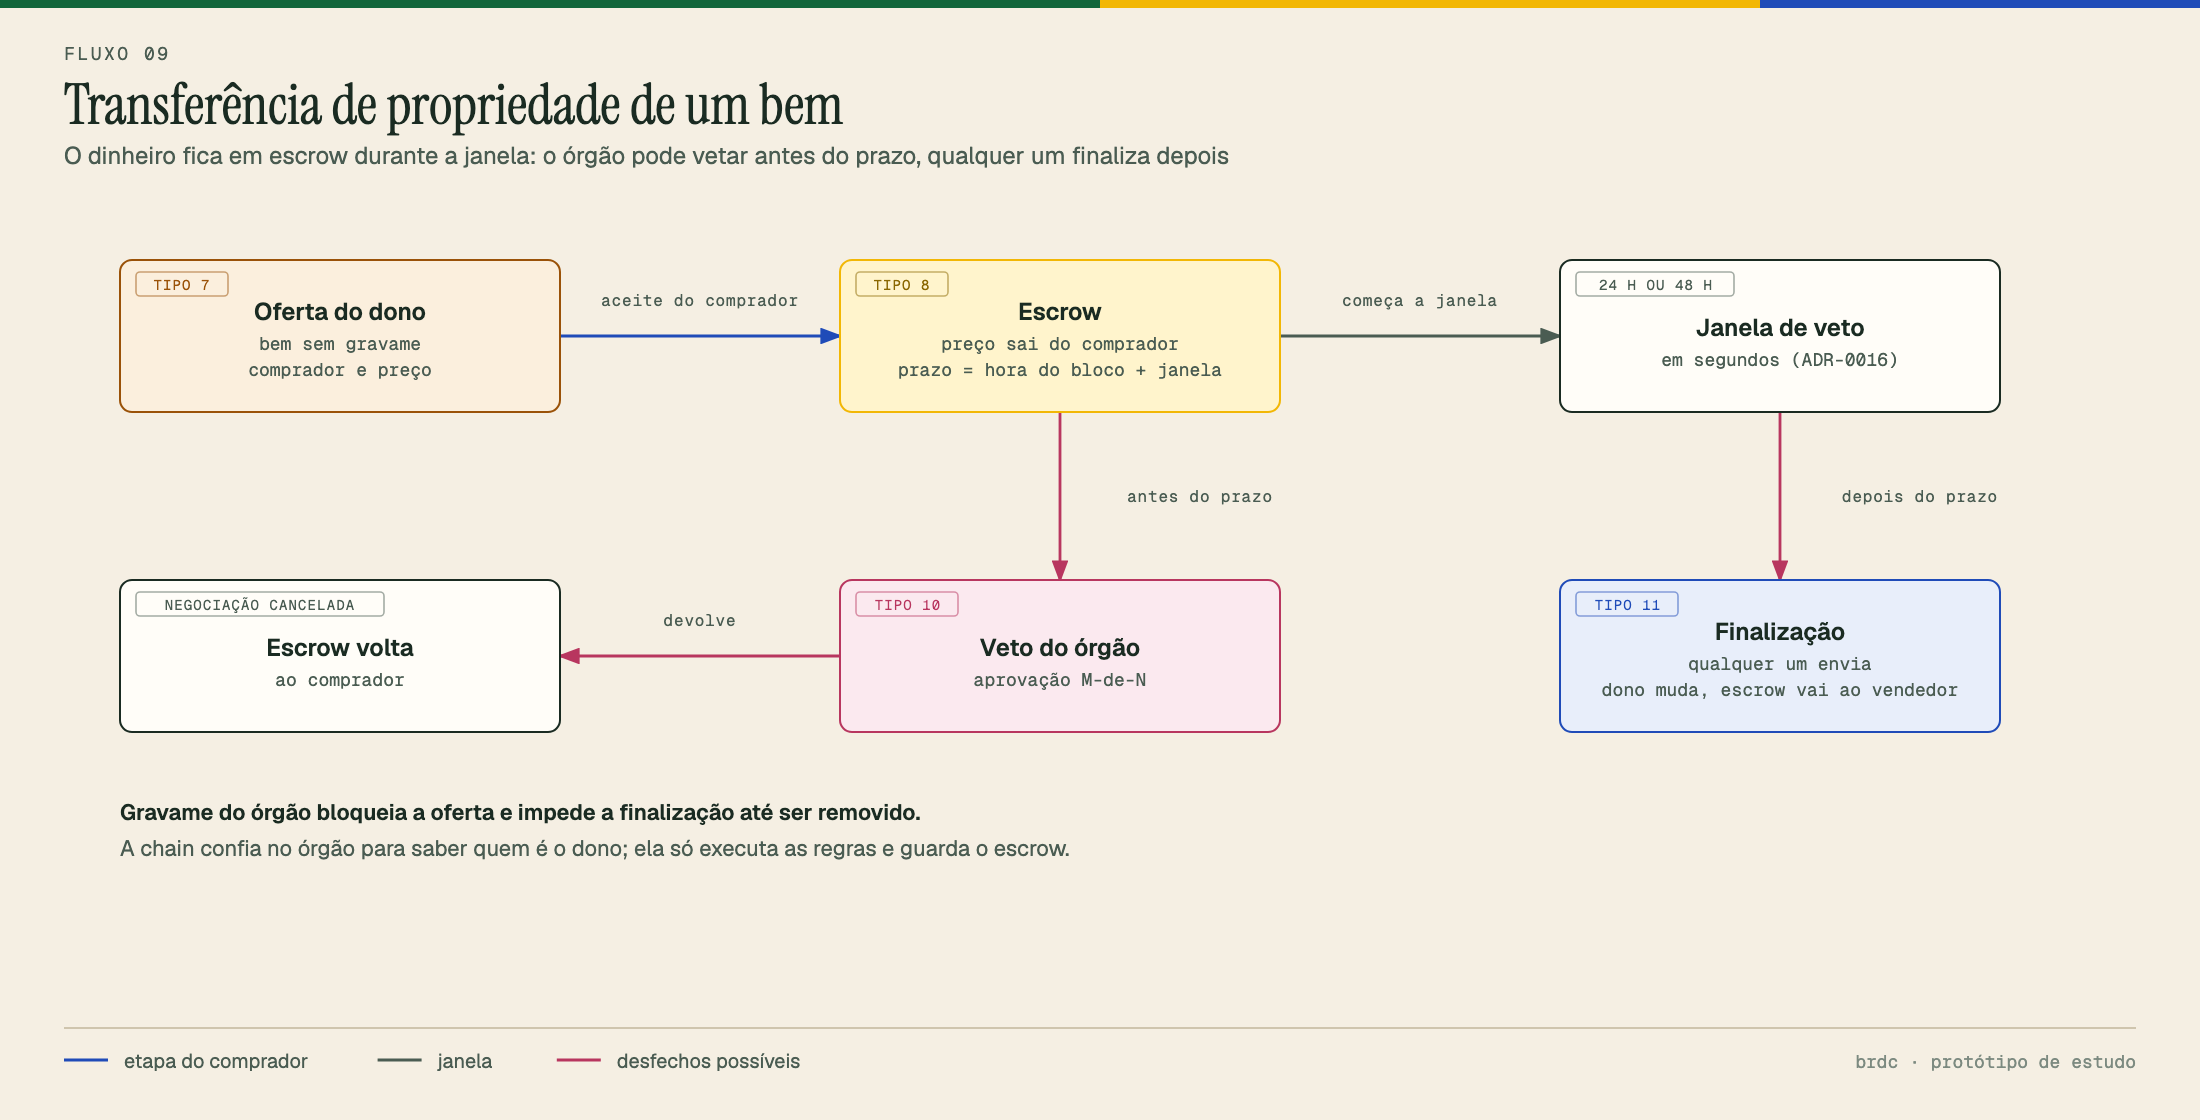 FLUXO 09
Transferência de propriedade de um bem
O dinheiro fica em escrow durante a janela: o órgão pode vetar antes do prazo, qualquer um finaliza depois
TIPO 7
Oferta do dono
bem sem gravame
comprador e preço
aceite do comprador
TIPO 8
Escrow
preço sai do comprador
prazo = hora do bloco + janela
começa a janela
24 H OU 48 H
Janela de veto
em segundos (ADR-0016)
antes do prazo
depois do prazo
NEGOCIAÇÃO CANCELADA
Escrow volta
ao comprador
devolve
TIPO 10
Veto do órgão
aprovação M-de-N
TIPO 11
Finalização
qualquer um envia
dono muda, escrow vai ao vendedor
Gravame do órgão bloqueia a oferta e impede a finalização até ser removido.
A chain confia no órgão para saber quem é o dono; ela só executa as regras e guarda o escrow.
etapa do comprador
janela
desfechos possíveis
brdc · protótipo de estudo